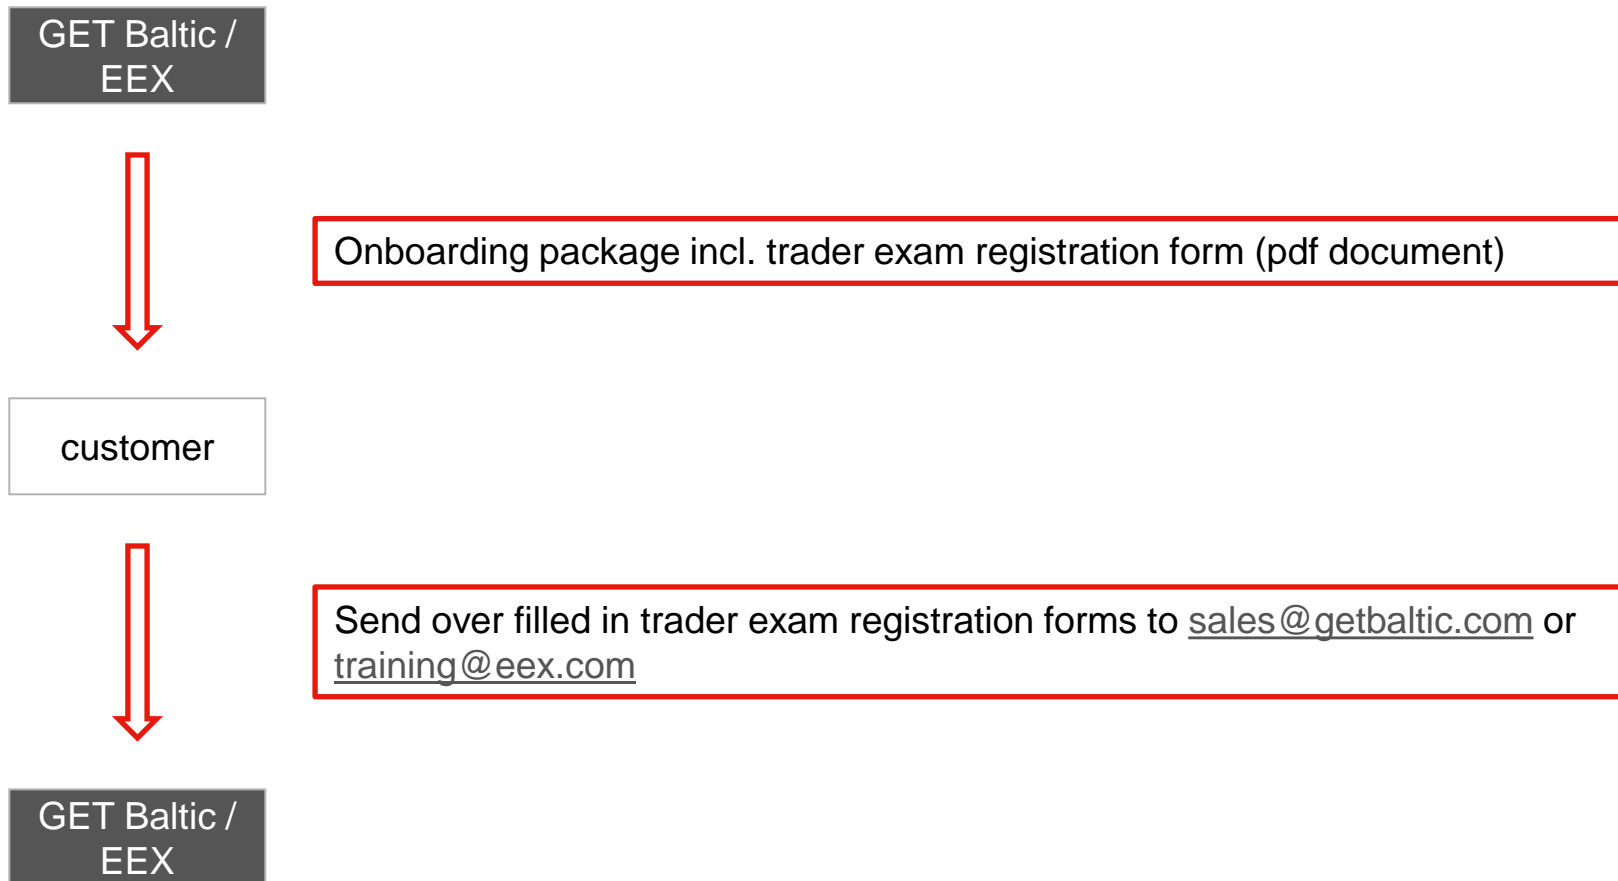 GET Baltic /
EEX
Onboarding package incl. trader exam registration form (pdf document)
customer
Send over filled in trader exam registration forms to sales@getbaltic.com or
training@eex.com
GET Baltic /
EEX